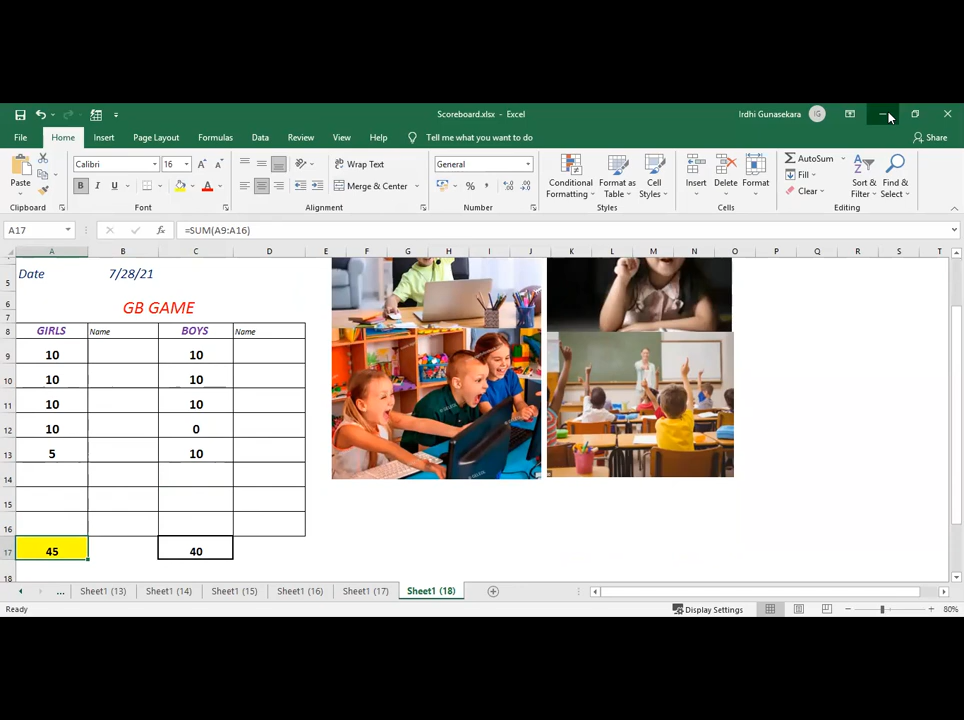 Scoreboard.xlsx - Excel
Irdhi Gunasekara IG
File Home Insert Page Layout Formulas Data Review View Help Tell me what you want to do Share
Calibri 16 A A Wrap Text General AutoSum
Paste B I U A Merge & Center $ % , Conditional Formatting Format as Table Cell Styles Insert Delete Format Fill Clear Sort & Filter Find & Select
Clipboard Font Alignment Number Styles Cells Editing
A17 fx =SUM(A9:A16)
A B C D E F G H I J K L M N O P Q R S T
5 Date 7/28/21
6 GB GAME
7
8 GIRLS Name BOYS Name
9 10 10
10 10 10
11 10 10
12 10 0
13 5 10
14
15
16
17 45 40
18
... Sheet1 (13) Sheet1 (14) Sheet1 (15) Sheet1 (16) Sheet1 (17) Sheet1 (18)
Ready Display Settings 80%